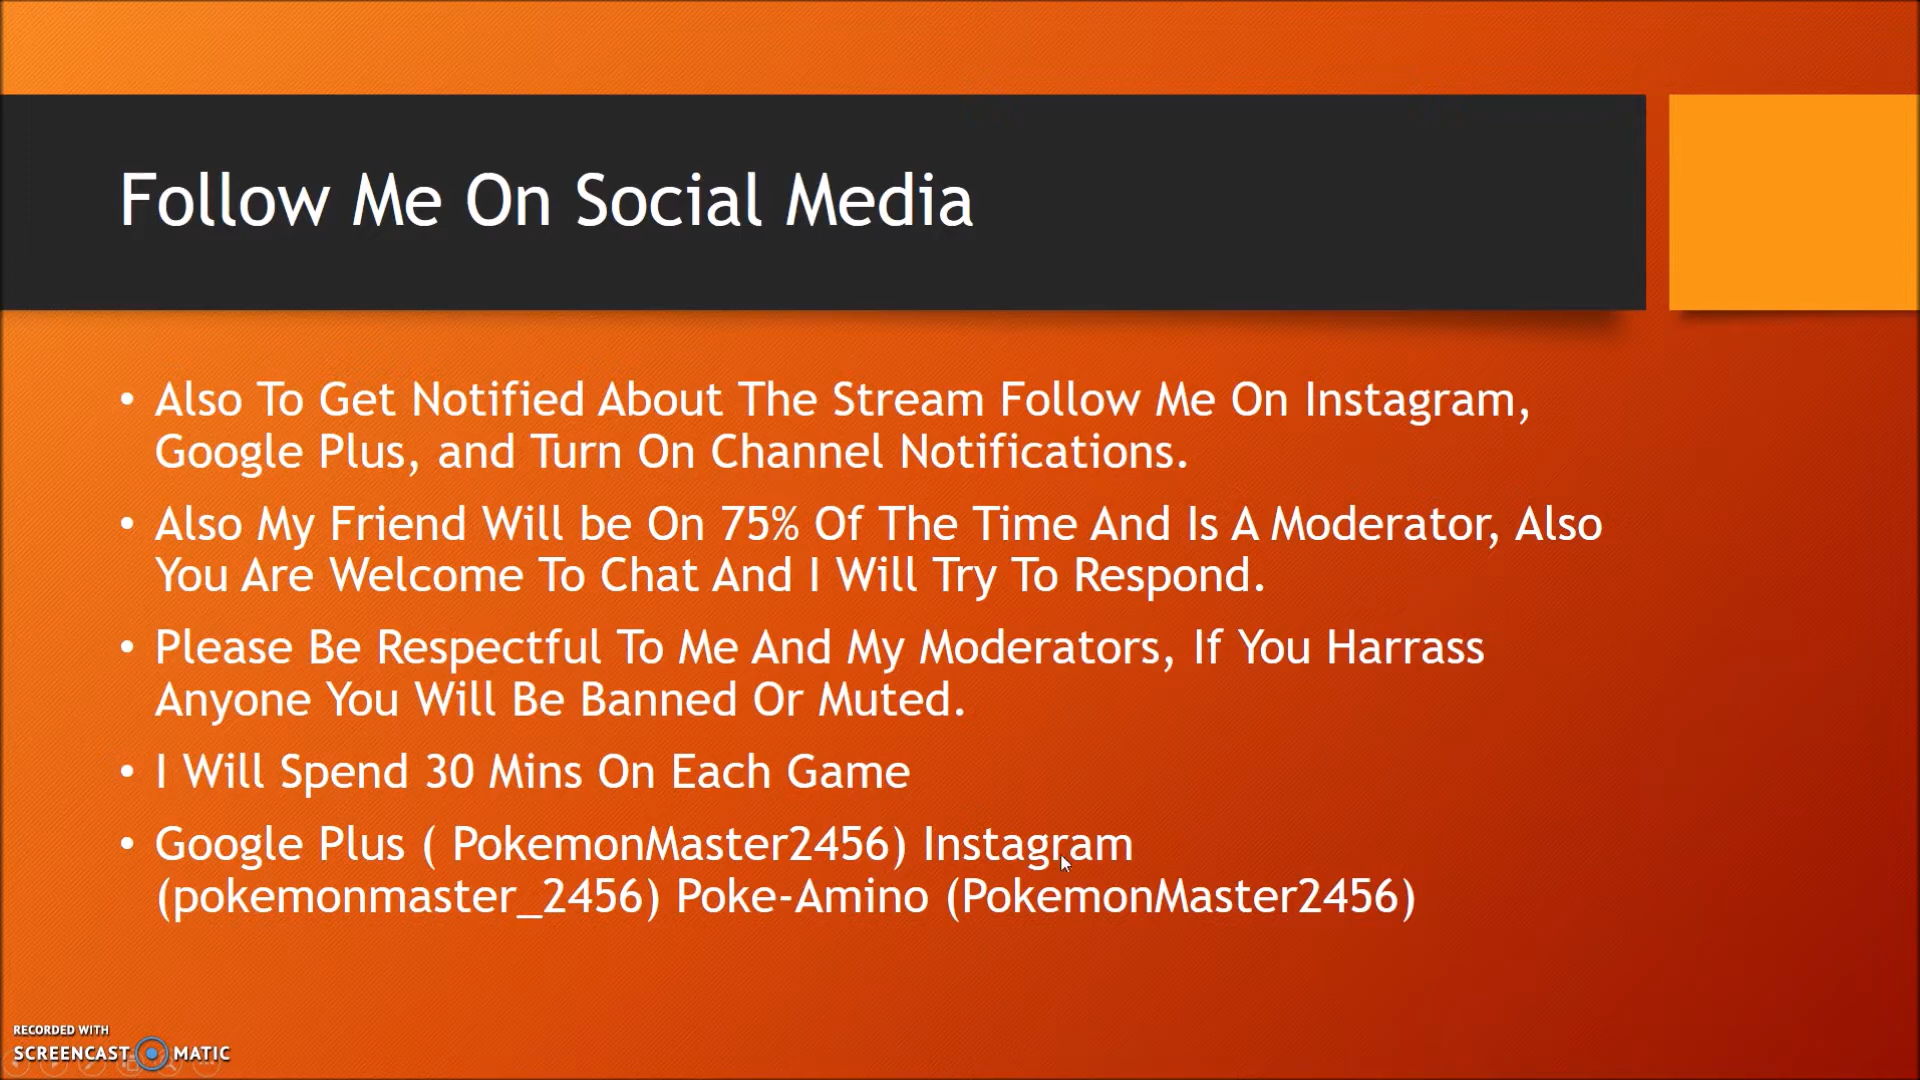 Follow Me On Social Media
• Also To Get Notified About The Stream Follow Me On Instagram,
Google Plus, and Turn On Channel Notifications.
• Also My Friend Will be On 75% Of The Time And Is A Moderator, Also
You Are Welcome To Chat And I Will Try To Respond.
• Please Be Respectful To Me And My Moderators, If You Harrass
Anyone You Will Be Banned Or Muted.
• I Will Spend 30 Mins On Each Game
• Google Plus ( PokemonMaster2456) Instagram
(pokemonmaster_2456) Poke-Amino (PokemonMaster2456)
RECORDED WITH
SCREENCAST MATIC